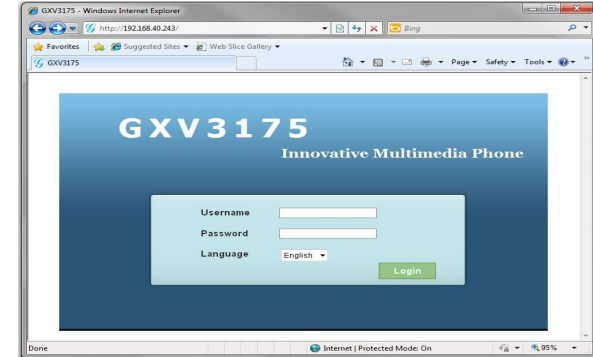 GXV3175 - Windows Internet Explorer
http://192.168.40.243/
Bing
Favorites Suggested Sites Web Slice Gallery
GXV3175 Page Safety Tools
GXV3175
Innovative Multimedia Phone
Username
Password
Language English
Login
Done Internet | Protected Mode: On 95%